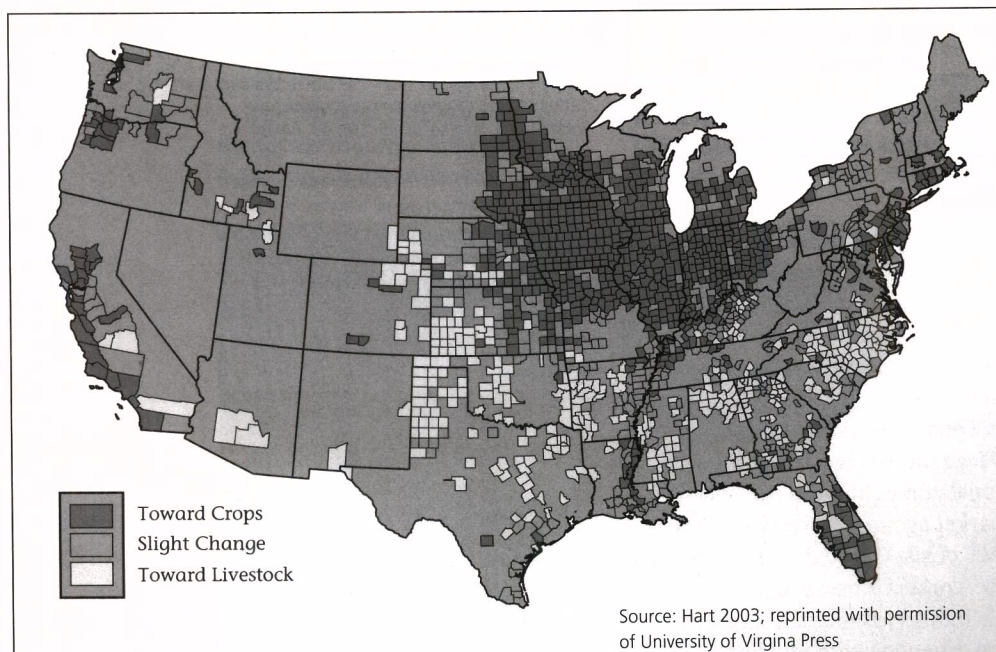 Toward Crops
Slight Change
Toward Livestock
Source: Hart 2003; reprinted with permission
of University of Virgina Press